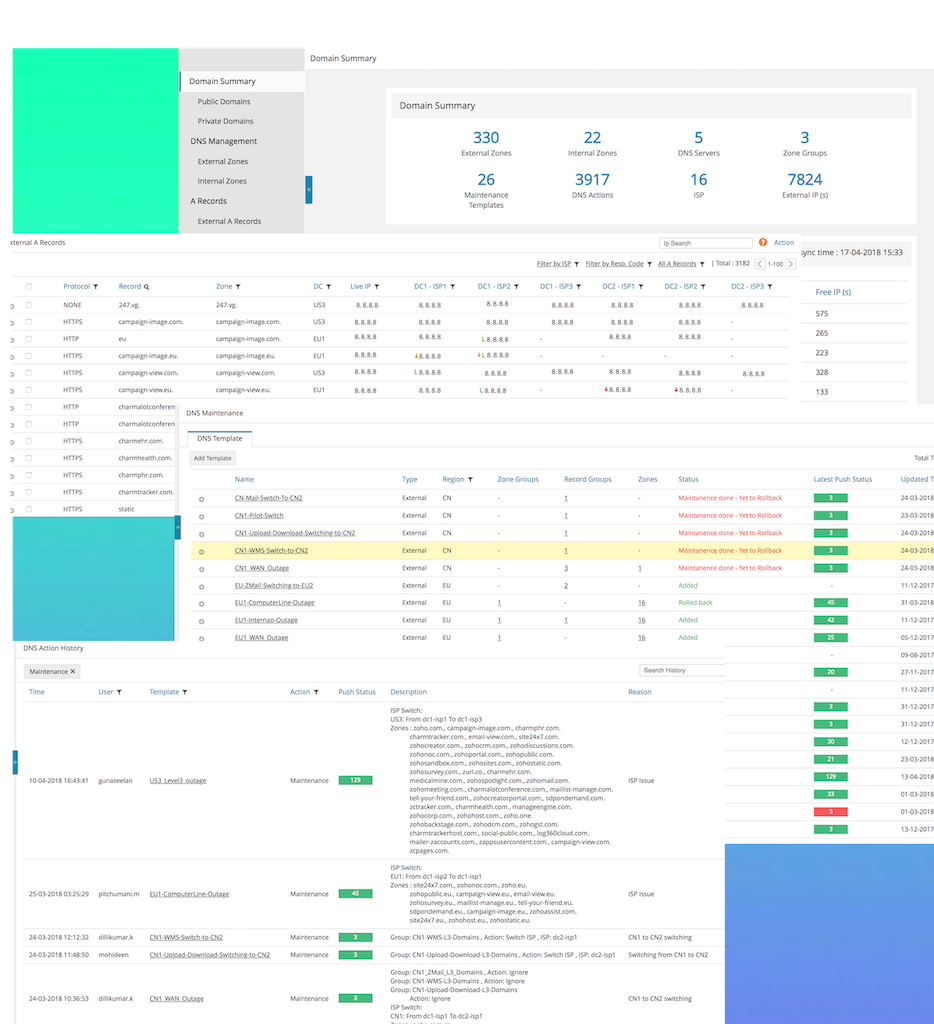 Domain Summary
Domain Summary
Public Domains
Private Domains
DNS Management
External Zones
Internal Zones
A Records
External A Records
Domain Summary
330 22 5 3
External Zones Internal Zones DNS Servers Zone Groups
26 3917 16 7824
Maintenance Templates DNS Actions ISP External IP (s)
xternal A Records
Ip Search Action
Filter by ISP Filter by Resp. Code All A Records | Total : 3182 1-100
Protocol Record Zone DC Live IP DC1 - ISP1 DC1 - ISP2 DC1 - ISP3 DC2 - ISP1 DC2 - ISP2 DC2 - ISP3
NONE 247.vg. 247.vg. US3 8.8.8.8 8.8.8.8 8.8.8.8 8.8.8.8 8.8.8.8 8.8.8.8 8.8.8.8
HTTPS campaign-image.com. campaign-image.com. US3 8.8.8.8 8.8.8.8 8.8.8.8 8.8.8.8 8.8.8.8 8.8.8.8 -
HTTP eu campaign-image.com. EU1 8.8.8.8 8.8.8.8 L8.8.8.8 - 8.8.8.8 8.8.8.8 -
HTTPS campaign-image.eu. campaign-image.eu. EU1 8.8.8.8 8.8.8.8 L8.8.8.8 - - - -
HTTPS campaign-view.com. campaign-view.com. US3 8.8.8.8 L8.8.8.8 8.8.8.8 8.8.8.8 8.8.8.8 8.8.8.8 8.8.8.8
HTTPS campaign-view.eu. campaign-view.eu. EU1 8.8.8.8 8.8.8.8 L8.8.8.8 - 8.8.8.8 8.8.8.8 -
HTTP charmalotconferen
HTTPS charmalotconferen
HTTPS charmehr.com.
HTTPS charmhealth.com.
HTTPS charmphr.com.
HTTPS charmtracker.com.
HTTPS static
sync time : 17-04-2018 15:33
Free IP (s)
575
265
223
328
133
DNS Maintenance
DNS Template
Add Template Total T
Name Type Region Zone Groups Record Groups Zones Status Latest Push Status Updated T
CN-Mail-Switch-To-CN2 External CN - 1 - Maintanence done - Yet to Rollback 3 24-03-2018
CN1-Pilot-Switch External CN - 1 - Maintanence done - Yet to Rollback 3 23-03-2018
CN1-Upload-Download-Switching-to-CN2 External CN - 1 - Maintanence done - Yet to Rollback 3 24-03-2018
CN1-WMS-Switch-to-CN2 External CN - 1 - Maintanence done - Yet to Rollback 3 24-03-2018
CN1_WAN_Outage External CN - 3 1 Maintanence done - Yet to Rollback 3 24-03-2018
EU-ZMail-Switching-to-EU2 External EU - 2 - Added - 11-12-2017
EU1-ComputerLine-Outage External EU 1 - 16 Rolled back 45 31-03-2018
EU1-Internap-Outage External EU 1 1 16 Added 42 11-12-2017
EU1_WAN_Outage External EU 1 - 16 Added 25 05-12-2017
- 09-08-2017
20 27-11-2017
- 11-12-2017
3 31-12-2017
3 31-12-2017
30 12-12-2017
21 23-03-2018
129 13-04-2018
33 01-03-2018
3 01-03-2018
3 13-12-2017
DNS Action History
Maintenance × Search History
Time User Template Action Push Status Description Reason
10-04-2018 16:43:41 gunaseelan US3_Level3_outage Maintenance 129 ISP Issue
ISP Switch:
US3: From dc1-isp1 To dc1-isp3
Zones : zoho.com., campaign-image.com., charmphr.com.
charmtracker.com., email-view.com., site24x7.com.
zohocreator.com., zohocrm.com., zohodiscussions.com.
zohonoc.com., zohoportal.com., zohopublic.com.
zohosandbox.com., zohosites.com., zohostatic.com.
zohosurvey.com., zurl.co., charmehr.com.
medicalmine.com., zohospotlight.com., zohomail.com.
zohomeeting.com., charmalotconference.com., maillist-manage.com.
tell-your-friend.com., zohocreatorportal.com., sdpondemand.com.
zctracker.com., charmhealth.com., manageengine.com.
zohocorp.com., zohohost.com., zoho.one.
zohobackstage.com., zohodcm.com., zohogst.com.
charmtrackerhost.com., social-public.com., log360cloud.com.
mailer-zaccounts.com., zappsusercontent.com., campaign-view.com.
zcpages.com.
25-03-2018 03:25:29 pitchumani.m EU1-ComputerLine-Outage Maintenance 45 ISP Issue
ISP Switch:
EU1: From dc1-isp2 To dc1-isp1
Zones : site24x7.com., zohonoc.com., zoho.eu.
zohopublic.eu., campaign-view.eu., email-view.eu.
zohosurvey.eu., maillist-manage.eu., tell-your-friend.eu.
sdpondemand.eu., campaign-image.eu., zohoassist.com.
site24x7.eu., zohohost.eu., zohostatic.eu.
24-03-2018 12:12:32 dillikumar.k CN1-WMS-Switch-to-CN2 Maintenance 3 Group: CN1-WMS-L3-Domains , Action: Switch ISP , ISP: dc2-isp1 CN1 to CN2 switching
24-03-2018 11:48:50 mohideen CN1-Upload-Download-Switching-to-CN2 Maintenance 3 Group: CN1-Upload-Download-L3-Domains , Action: Switch ISP , ISP: dc2-isp1 Switching from CN1 to CN2
24-03-2018 10:36:53 dillikumar.k CN1_WAN_Outage Maintenance 3 CN1 to CN2 switching
Group: CN1_ZMail_L3_Domains , Action: Ignore
Group: CN1-WMS-L3-Domains , Action: Ignore
Group: CN1-Upload-Download-L3-Domains
Action: Ignore
ISP Switch:
CN1: From dc1-isp1 To dc2-isp1